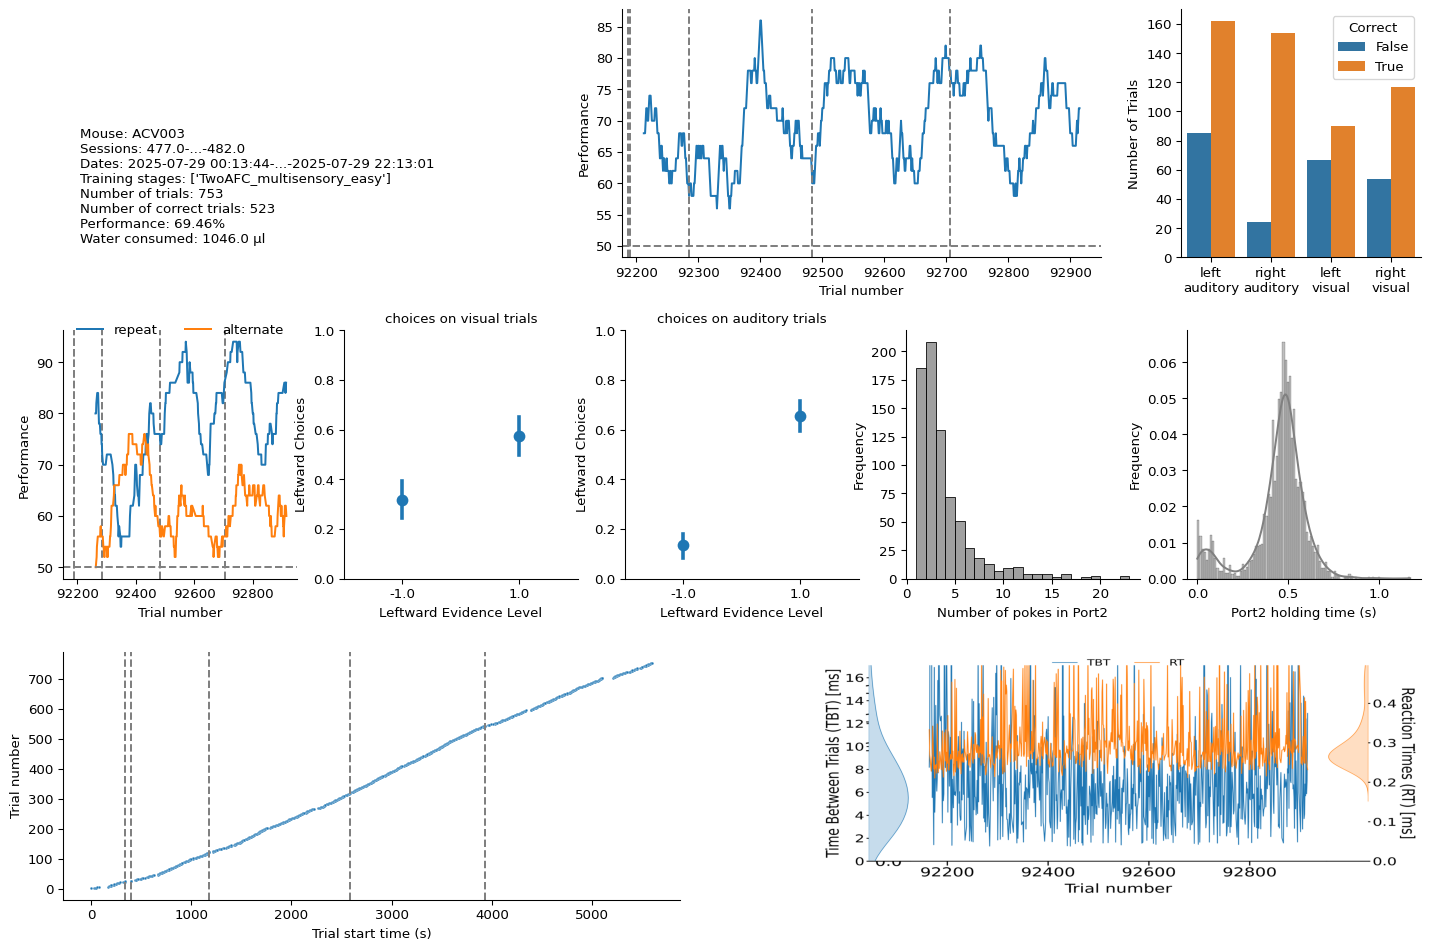 Mouse: ACV003
Sessions: 477.0-...-482.0
Dates: 2025-07-29 00:13:44-...-2025-07-29 22:13:01
Training stages: ['TwoAFC_multisensory_easy']
Number of trials: 753
Number of correct trials: 523
Performance: 69.46%
Water consumed: 1046.0 µl
Performance
85
80
75
70
65
60
55
50
92200 92300 92400 92500 92600 92700 92800 92900
Trial number
Number of Trials
160
140
120
100
80
60
40
20
0
Correct
False
True
left auditory
right auditory
left visual
right visual
repeat alternate
Performance
90
80
70
60
50
92200 92400 92600 92800
Trial number
choices on visual trials
Leftward Choices
1.0
0.8
0.6
0.4
0.2
0.0
-1.0 1.0
Leftward Evidence Level
choices on auditory trials
Leftward Choices
1.0
0.8
0.6
0.4
0.2
0.0
-1.0 1.0
Leftward Evidence Level
Frequency
200
175
150
125
100
75
50
25
0
0 5 10 15 20
Number of pokes in Port2
Frequency
0.06
0.05
0.04
0.03
0.02
0.01
0.00
0.0 0.5 1.0
Port2 holding time (s)
Trial number
700
600
500
400
300
200
100
0
0 1000 2000 3000 4000 5000
Trial start time (s)
TBT RT
Time Between Trials (TBT) [ms]
16
14
12
10
8
6
4
2
0
0.0
92200 92400 92600 92800
Trial number
0.4
0.3
0.2
0.1
0.0
Reaction Times (RT) [ms]